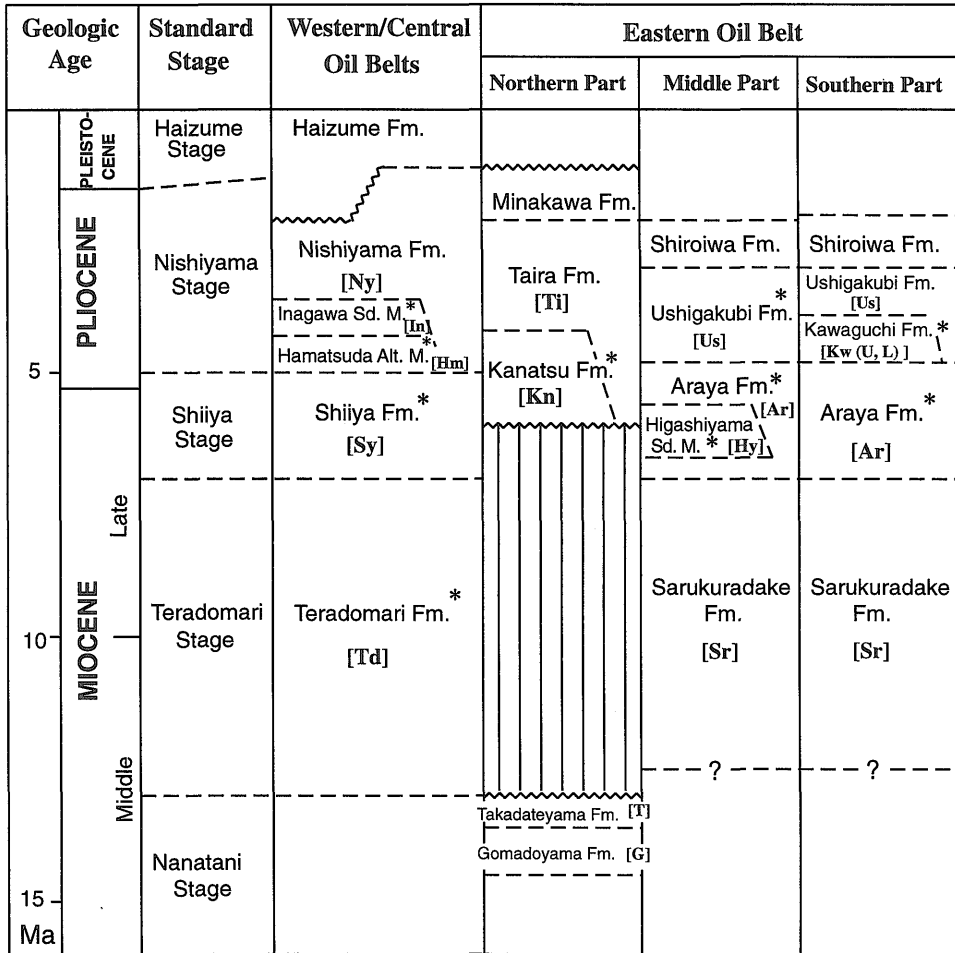 Geologic
Age
Standard
Stage
Western/Central
Oil Belts
Eastern Oil Belt
Northern Part
Middle Part
Southern Part
PLEISTO-
CENE
PLIOCENE
MIOCENE
Late
Middle
5
10
15
Ma
Haizume
Stage
Nishiyama
Stage
Shiiya
Stage
Teradomari
Stage
Nanatani
Stage
Haizume Fm.
Nishiyama Fm.
[Ny]
Inagawa Sd. M.*
[In]
Hamatsuda Alt. M.*
[Hm]
Shiiya Fm.*
[Sy]
Teradomari Fm.*
[Td]
Minakawa Fm.
Taira Fm.
[Ti]
Kanatsu Fm.*
[Kn]
Takadateyama Fm. [T]
Gomadoyama Fm. [G]
Shiroiwa Fm.
Ushigakubi Fm.*
[Us]
Araya Fm.*
[Ar]
Higashiyama
Sd. M.* [Hy]
Sarukuradake
Fm.
[Sr]
?
Shiroiwa Fm.
Ushigakubi Fm.
[Us]
Kawaguchi Fm.*
[Kw (U, L) ]
Araya Fm.*
[Ar]
Sarukuradake
Fm.
[Sr]
?